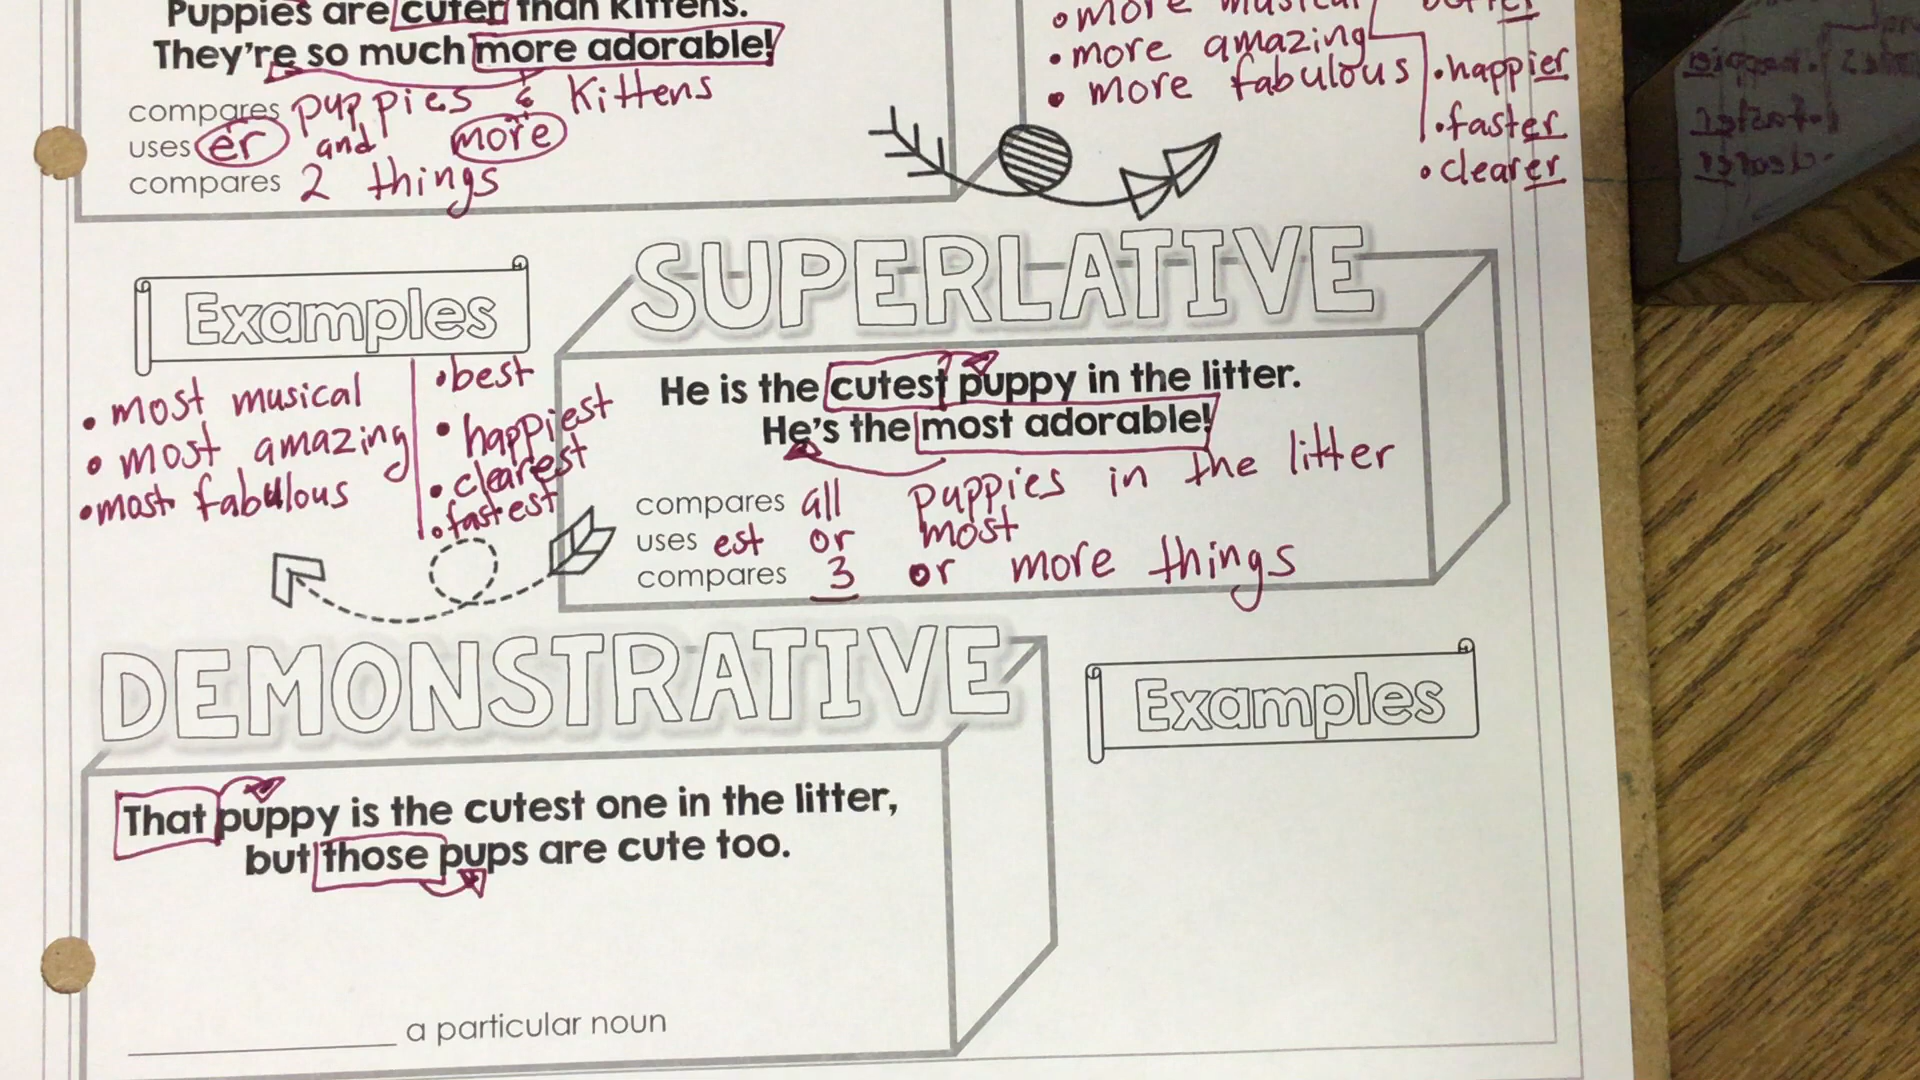 Puppies are cuter than kittens.
They're so much more adorable!
compares puppies & kittens
uses er and more
compares 2 things
• more musical
• more amazing
• more fabulous
• happier
• faster
• clearer
Examples
• most musical
• most amazing
• most fabulous
• best
• happiest
• clearest
• fastest
SUPERLATIVE
He is the cutest puppy in the litter.
He's the most adorable!
compares all puppies in the litter
uses est or most
compares 3 or more things
DEMONSTRATIVE
That puppy is the cutest one in the litter,
but those pups are cute too.
a particular noun
Examples